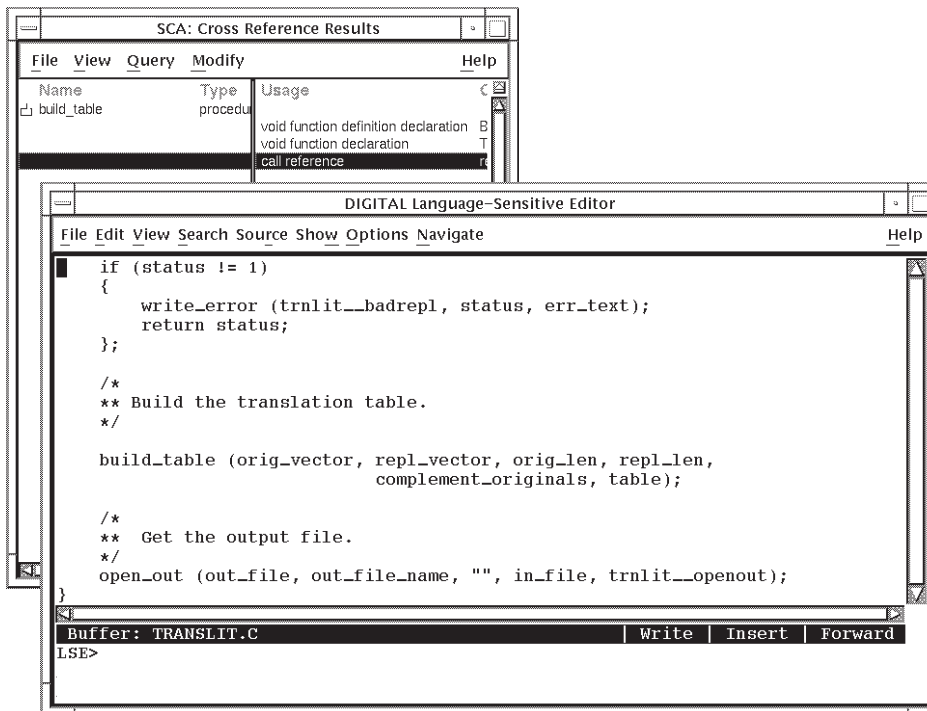 SCA: Cross Reference Results
File View Query Modify Help
Name Type Usage C
build_table procedu
void function definition declaration B
void function declaration T
call reference re
DIGITAL Language-Sensitive Editor
File Edit View Search Source Show Options Navigate Help
if (status != 1)
{
write_error (trnlit__badrepl, status, err_text);
return status;
};
/*
** Build the translation table.
*/
build_table (orig_vector, repl_vector, orig_len, repl_len,
complement_originals, table);
/*
** Get the output file.
*/
open_out (out_file, out_file_name, "", in_file, trnlit__openout);
}
Buffer: TRANSLIT.C | Write | Insert | Forward
LSE>